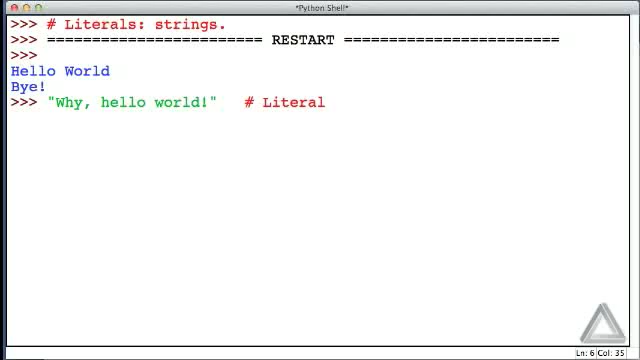 *Python Shell*
>>> # Literals: strings.
>>> ======================== RESTART ========================
>>>
Hello World
Bye!
>>> "Why, hello world!"   # Literal
Ln: 6 Col: 35